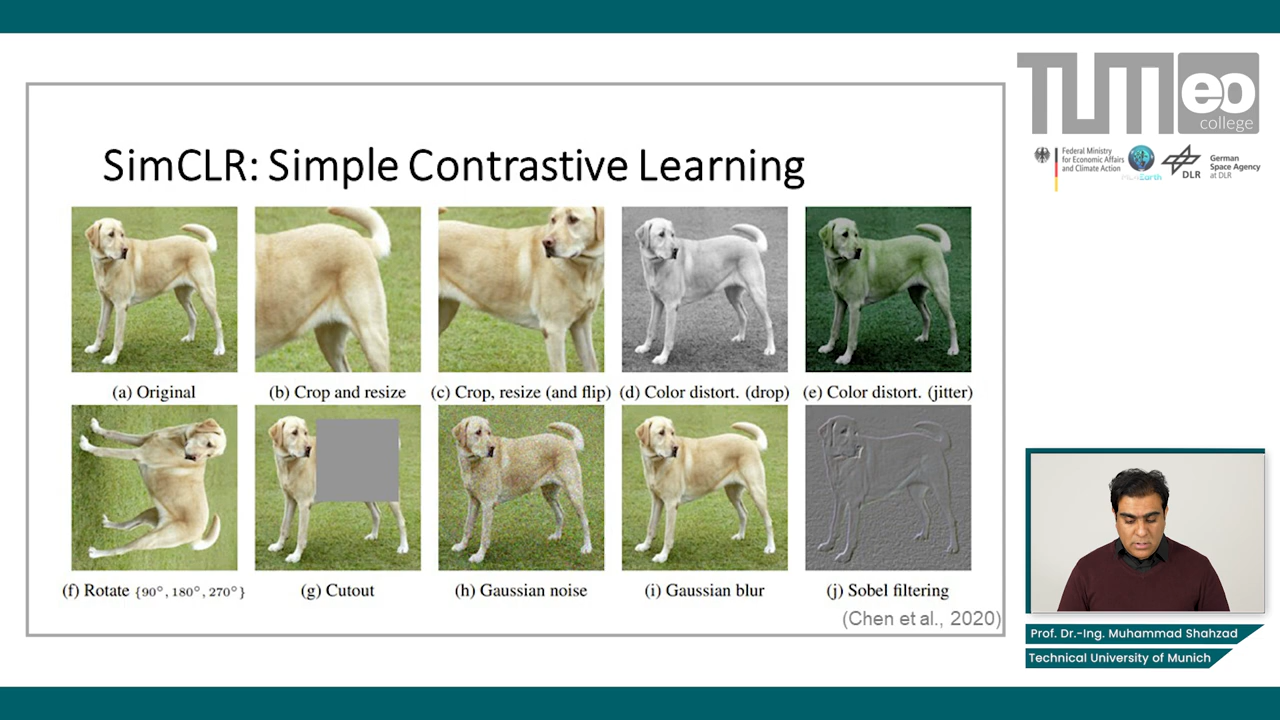 TUM eo
college
Federal Ministry
for Economic Affairs
and Climate Action
ML4Earth
DLR
German
Space Agency
at DLR
SimCLR: Simple Contrastive Learning
(a) Original
(b) Crop and resize
(c) Crop, resize (and flip)
(d) Color distort. (drop)
(e) Color distort. (jitter)
(f) Rotate {90°, 180°, 270°}
(g) Cutout
(h) Gaussian noise
(i) Gaussian blur
(j) Sobel filtering
(Chen et al., 2020)
Prof. Dr.-Ing. Muhammad Shahzad
Technical University of Munich